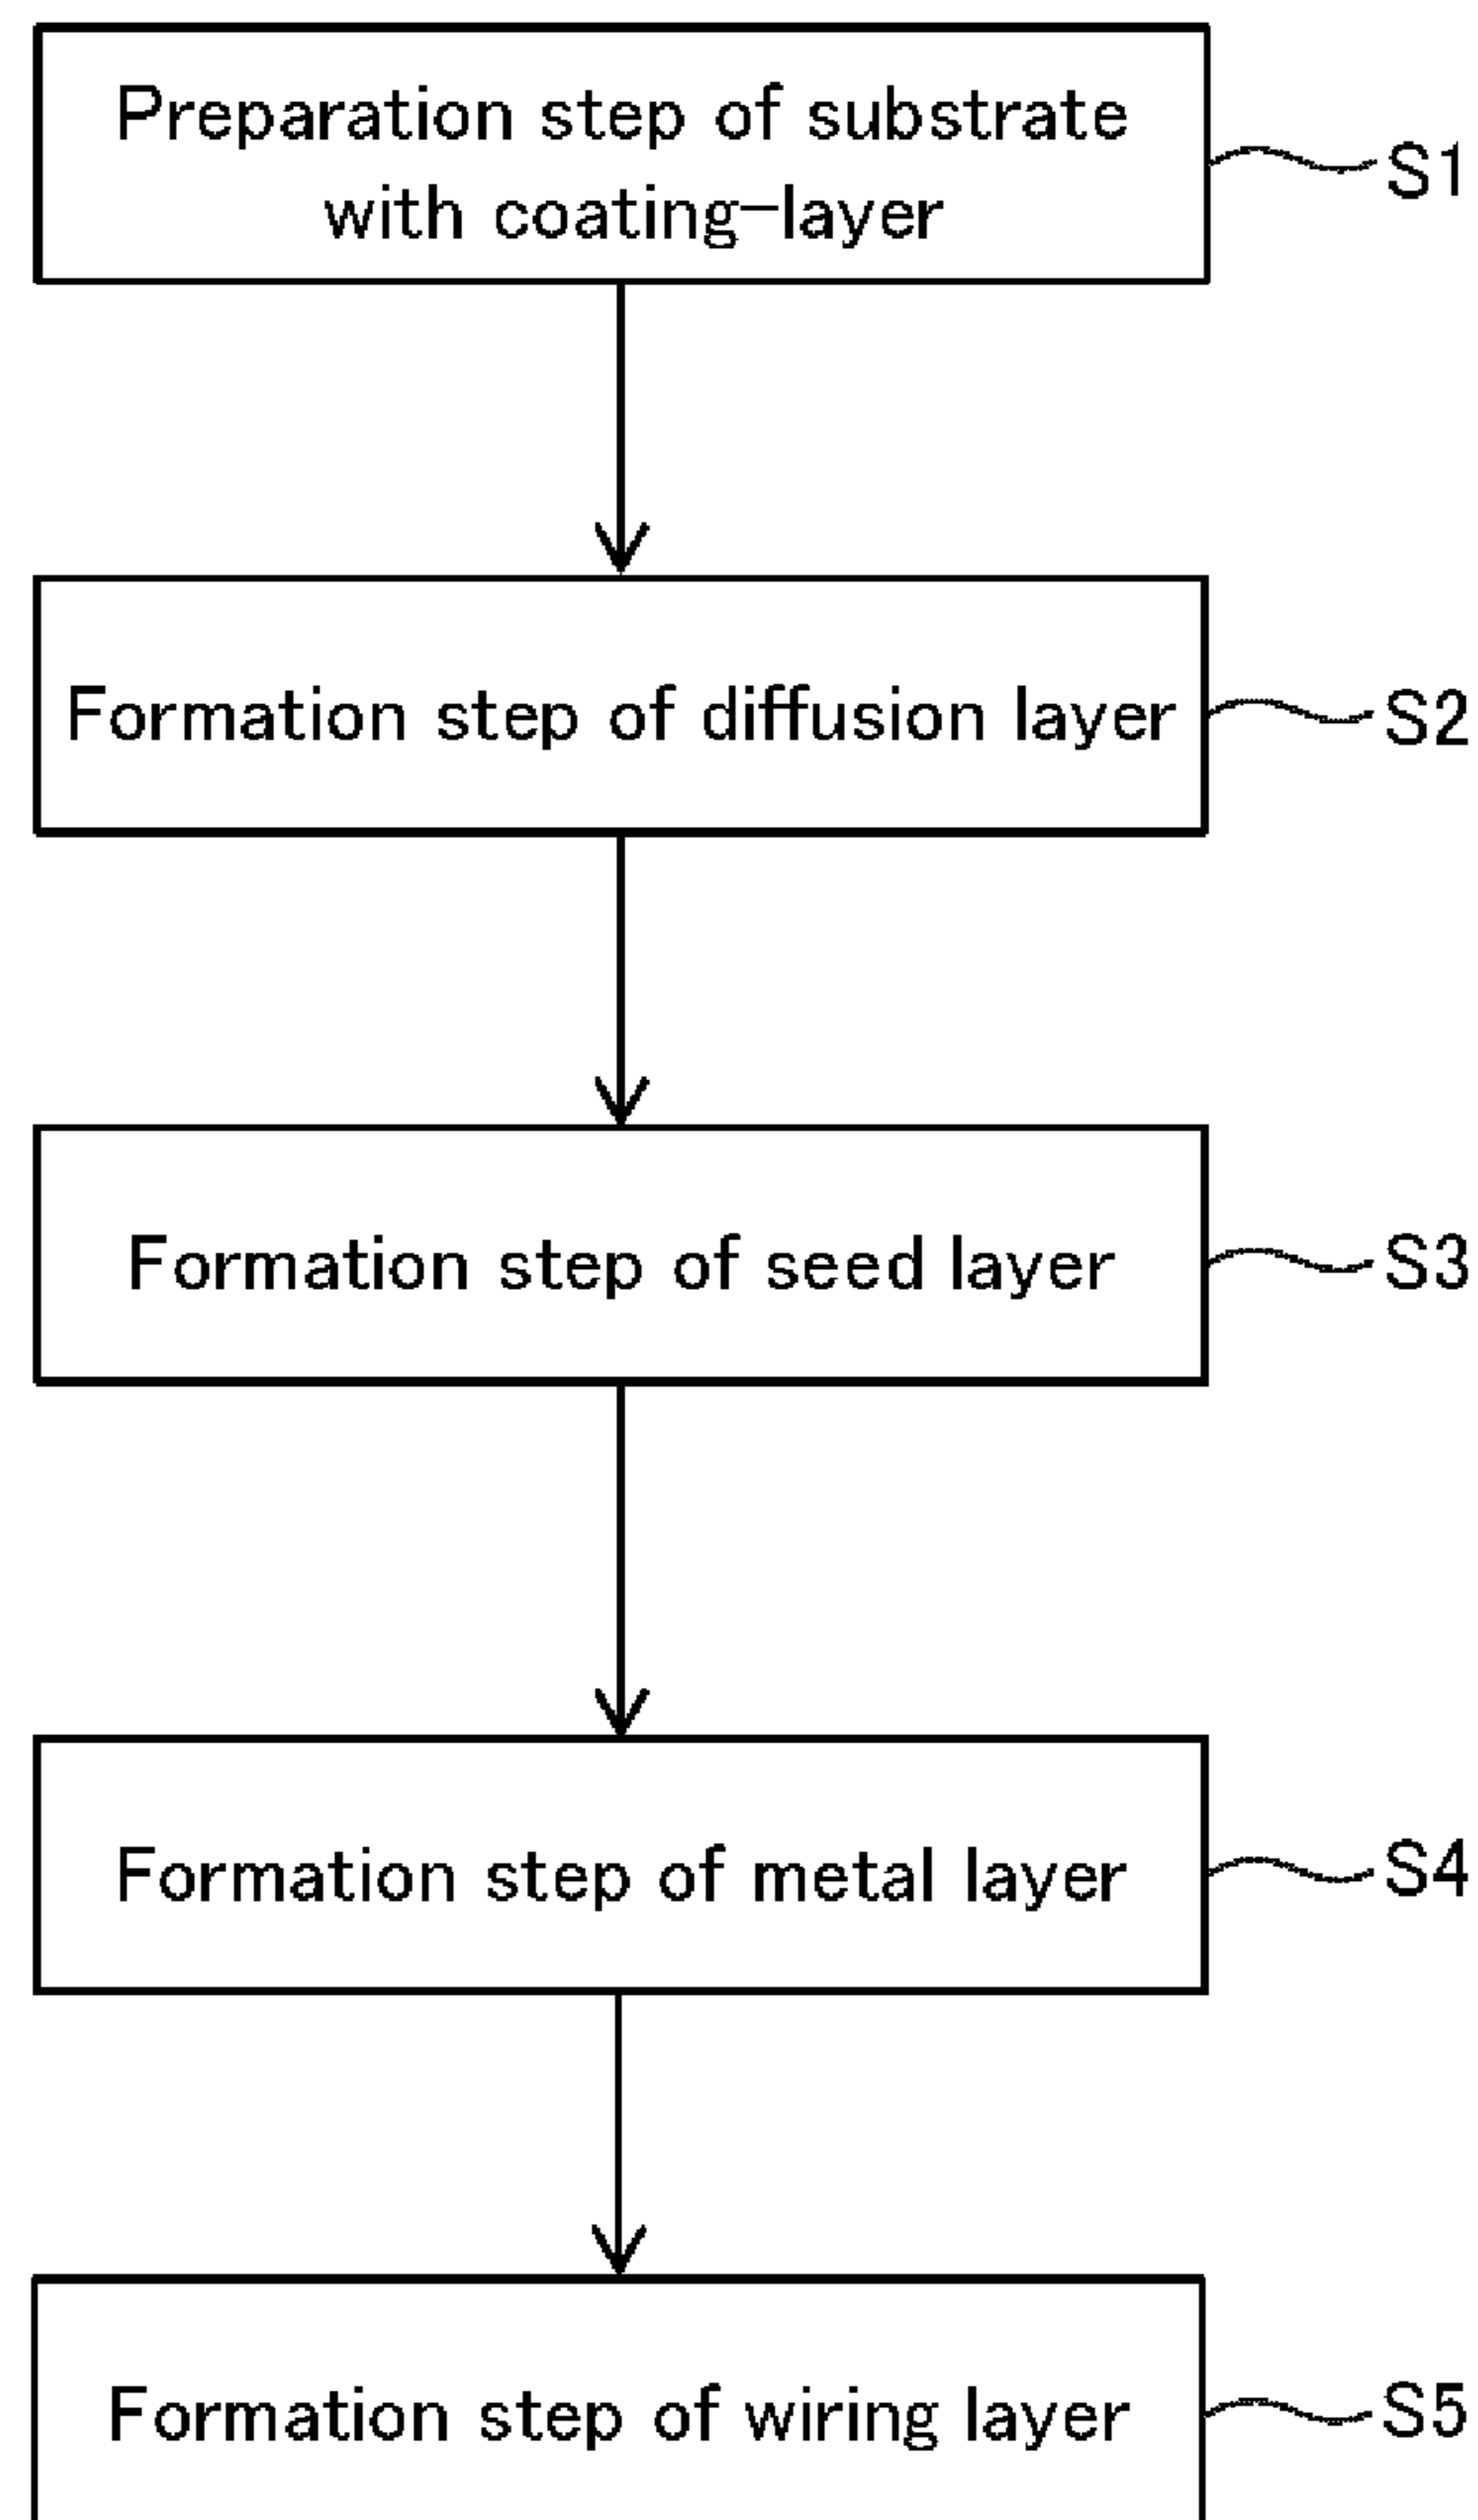 Preparation step of substrate
with coating-layer
S1
Formation step of diffusion layer
S2
Formation step of seed layer
S3
Formation step of metal layer
S4
Formation step of wiring layer
S5